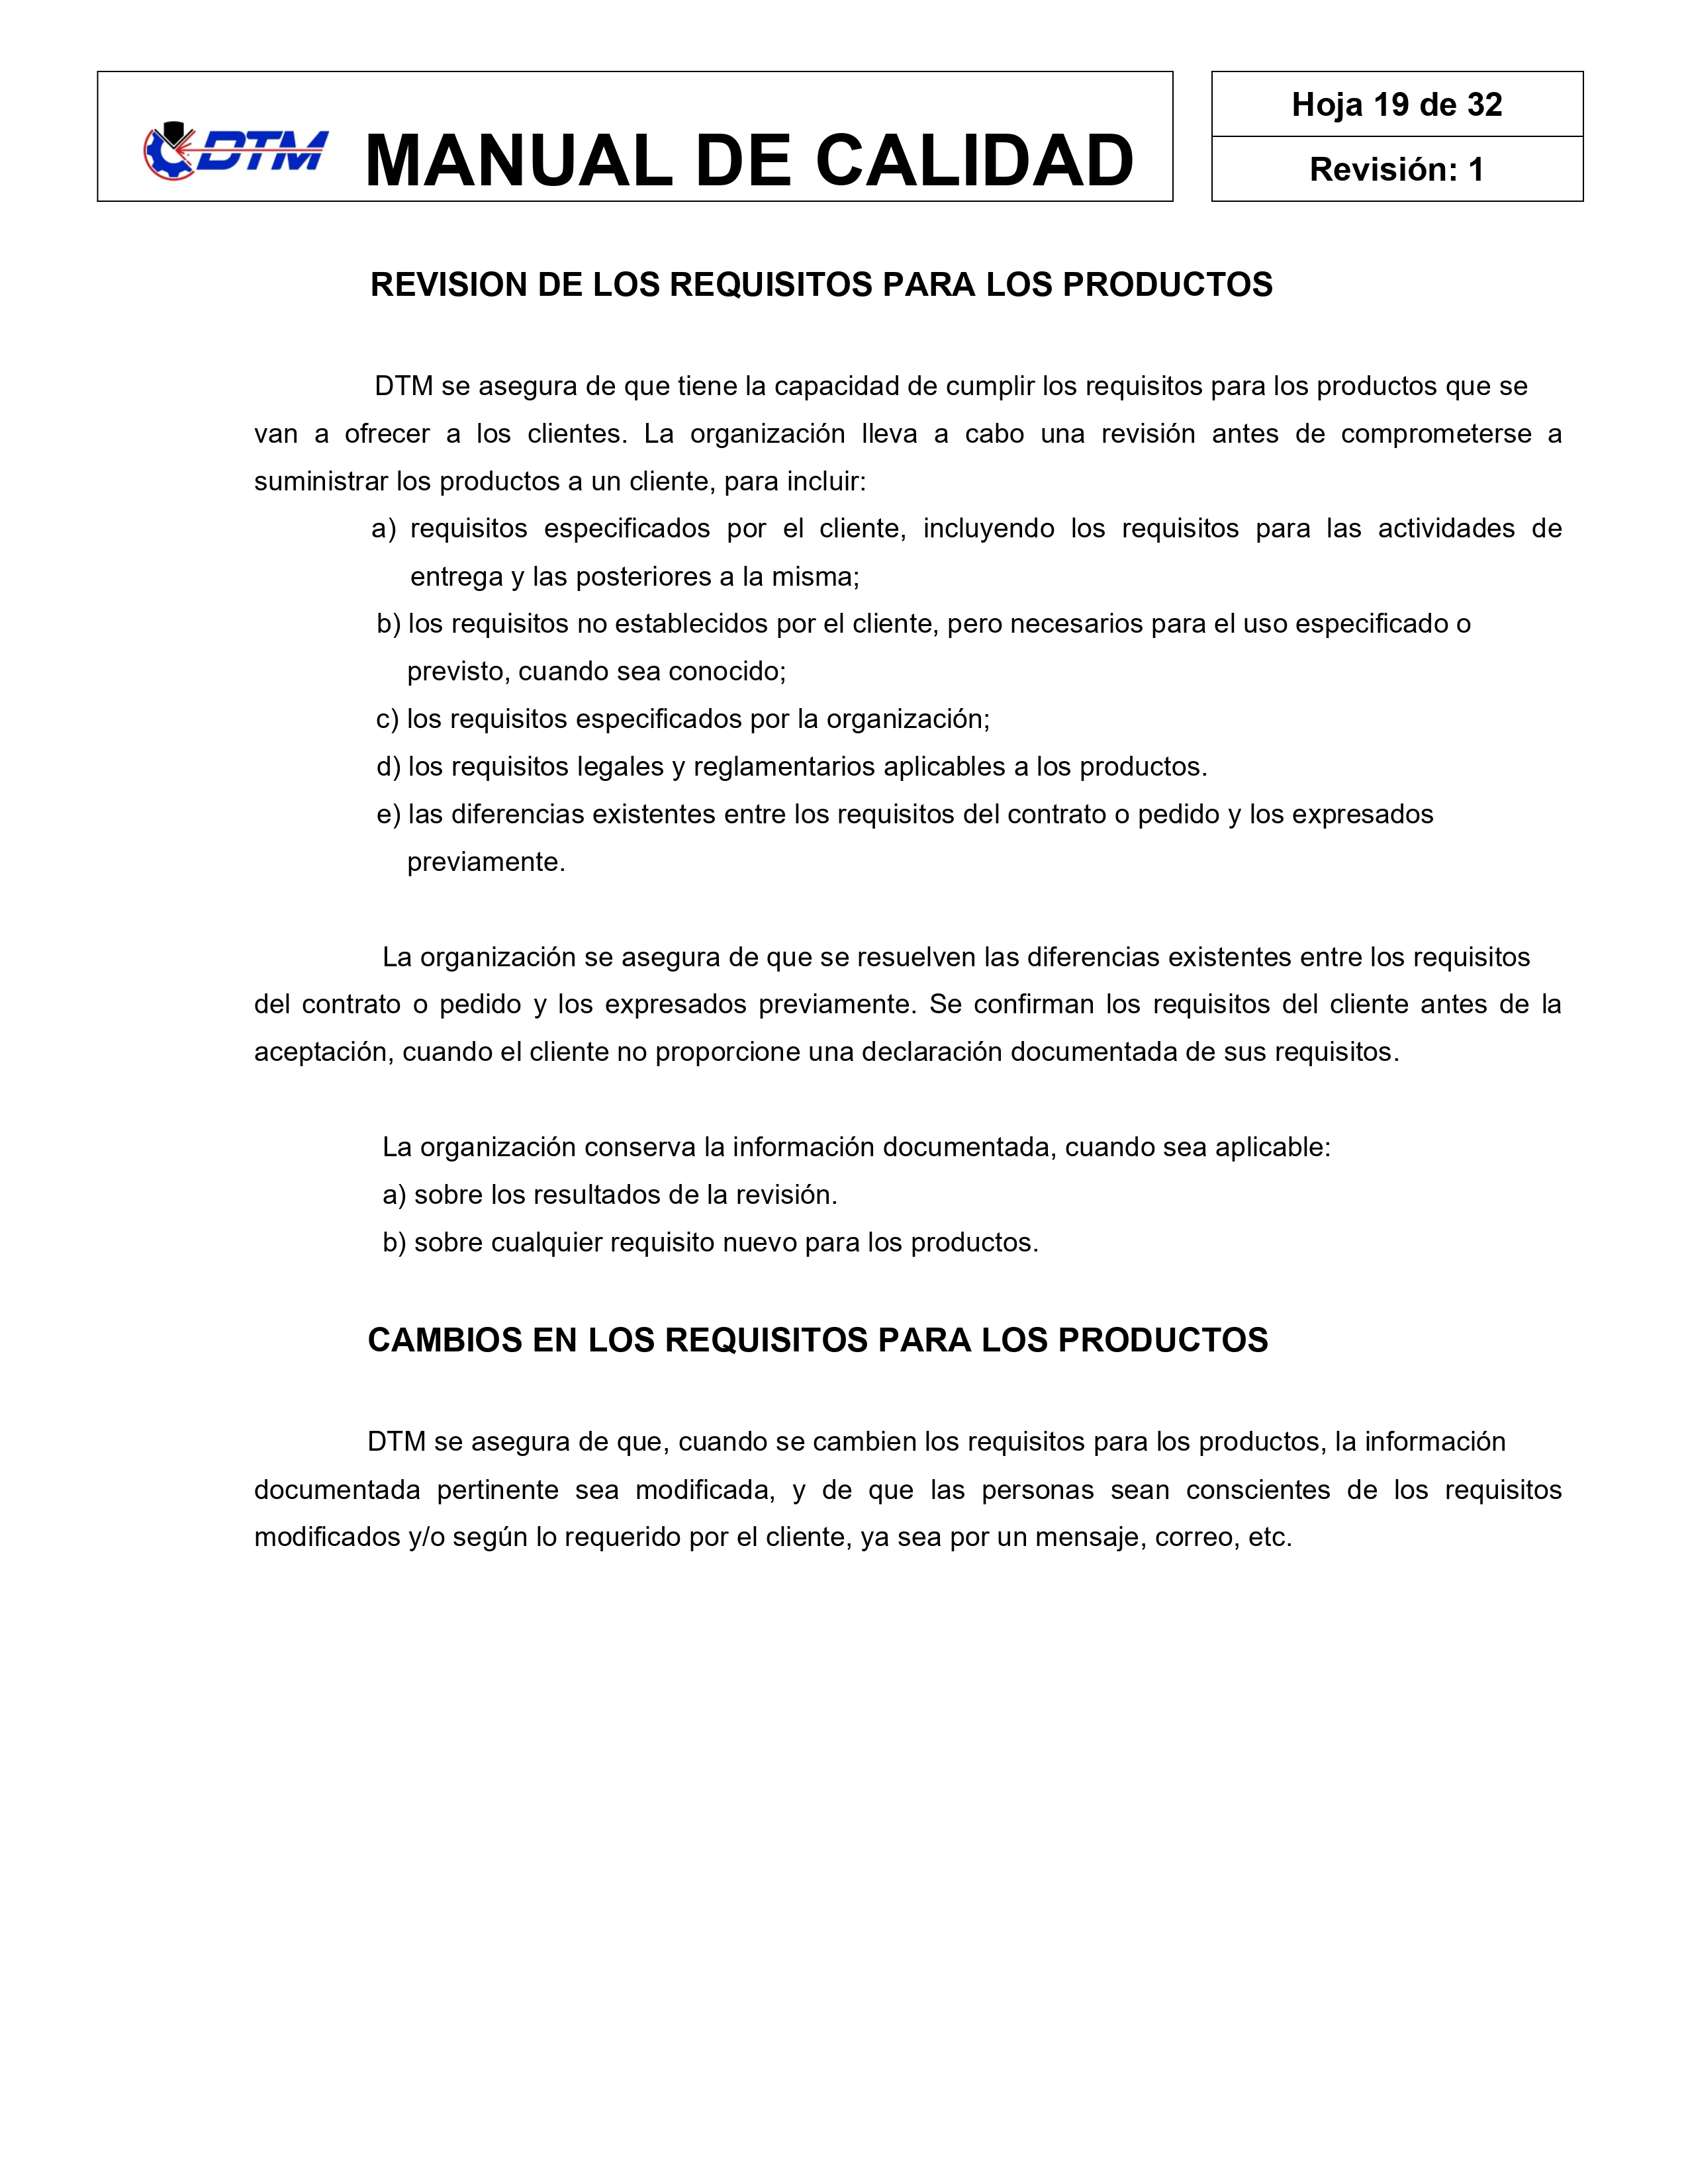 DTM
MANUAL DE CALIDAD
Hoja 19 de 32
Revisión: 1
REVISION DE LOS REQUISITOS PARA LOS PRODUCTOS
DTM se asegura de que tiene la capacidad de cumplir los requisitos para los productos que se
van a ofrecer a los clientes. La organización lleva a cabo una revisión antes de comprometerse a
suministrar los productos a un cliente, para incluir:
a) requisitos especificados por el cliente, incluyendo los requisitos para las actividades de
entrega y las posteriores a la misma;
b) los requisitos no establecidos por el cliente, pero necesarios para el uso especificado o
previsto, cuando sea conocido;
c) los requisitos especificados por la organización;
d) los requisitos legales y reglamentarios aplicables a los productos.
e) las diferencias existentes entre los requisitos del contrato o pedido y los expresados
previamente.
La organización se asegura de que se resuelven las diferencias existentes entre los requisitos
del contrato o pedido y los expresados previamente. Se confirman los requisitos del cliente antes de la
aceptación, cuando el cliente no proporcione una declaración documentada de sus requisitos.
La organización conserva la información documentada, cuando sea aplicable:
a) sobre los resultados de la revisión.
b) sobre cualquier requisito nuevo para los productos.
CAMBIOS EN LOS REQUISITOS PARA LOS PRODUCTOS
DTM se asegura de que, cuando se cambien los requisitos para los productos, la información
documentada pertinente sea modificada, y de que las personas sean conscientes de los requisitos
modificados y/o según lo requerido por el cliente, ya sea por un mensaje, correo, etc.